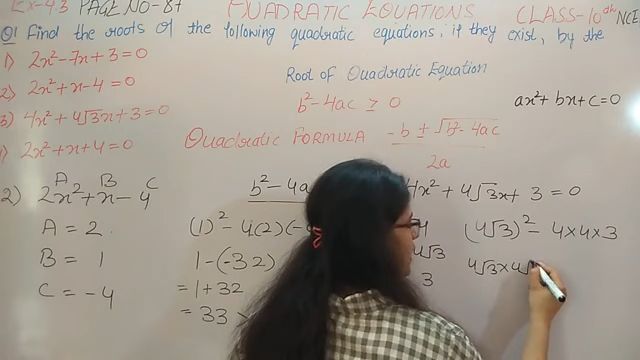 Ex-4.3 PAGE NO-87 QUADRATIC EQUATIONS CLASS-10th NCE
Q1 Find the roots of the following quadratic equations, if they exist, by the
1) 2x²-7x+3=0
2) 2x²+x-4=0
3) 4x²+4√3x+3=0
) 2x²+x+4=0
Root of Quadratic Equation
b²-4ac ≥ 0
ax²+bx+c=0
QUADRATIC FORMULA -b ± √b²-4ac
2a
2) 2x²+x-4
A B C
A = 2
B = 1
C = -4
b²-4a
(1)²-4(2)(-
1-(-32)
= 1+32
= 33 >
4x²+4√3x+3=0
4√3
3
(4√3)²-4×4×3
4√3×4√